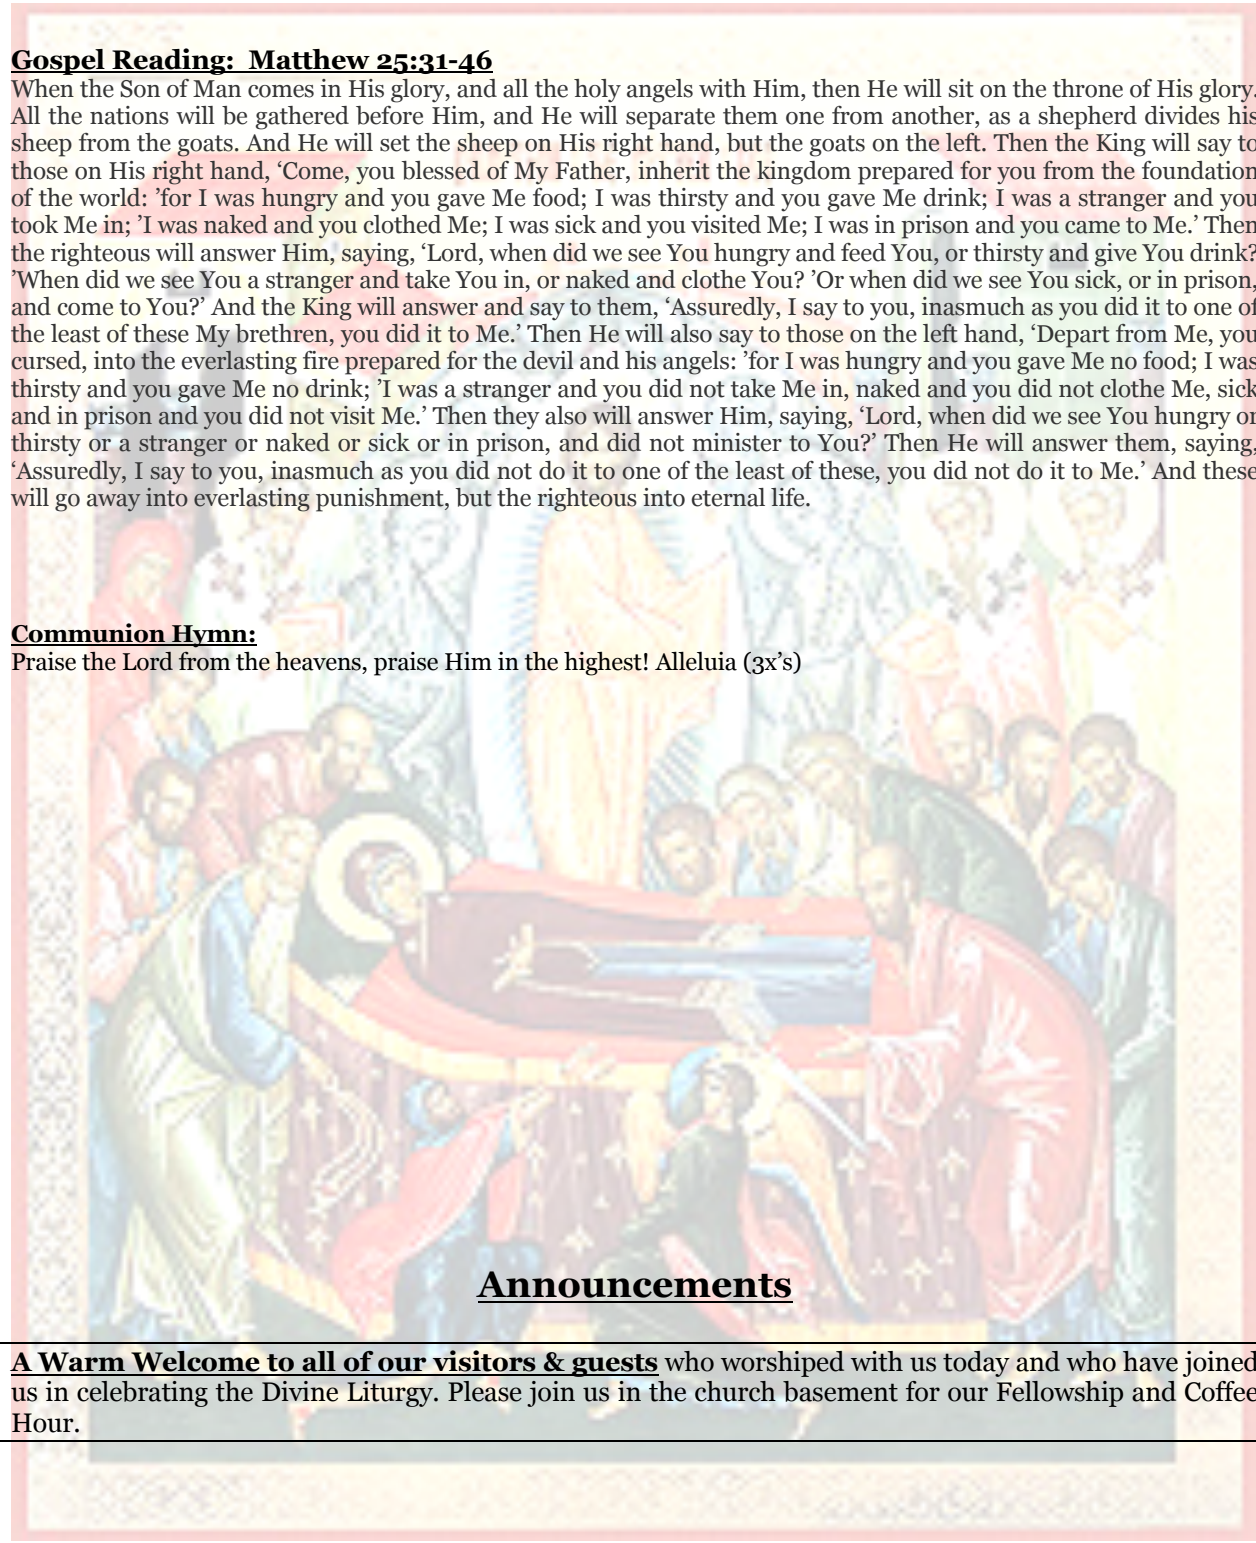 Gospel Reading:  Matthew 25:31-46
When the Son of Man comes in His glory, and all the holy angels with Him, then He will sit on the throne of His glory.
All the nations will be gathered before Him, and He will separate them one from another, as a shepherd divides his
sheep from the goats. And He will set the sheep on His right hand, but the goats on the left. Then the King will say to
those on His right hand, ‘Come, you blessed of My Father, inherit the kingdom prepared for you from the foundation
of the world: ’for I was hungry and you gave Me food; I was thirsty and you gave Me drink; I was a stranger and you
took Me in; ’I was naked and you clothed Me; I was sick and you visited Me; I was in prison and you came to Me.’ Then
the righteous will answer Him, saying, ‘Lord, when did we see You hungry and feed You, or thirsty and give You drink?
’When did we see You a stranger and take You in, or naked and clothe You? ’Or when did we see You sick, or in prison,
and come to You?’ And the King will answer and say to them, ‘Assuredly, I say to you, inasmuch as you did it to one of
the least of these My brethren, you did it to Me.’ Then He will also say to those on the left hand, ‘Depart from Me, you
cursed, into the everlasting fire prepared for the devil and his angels: ’for I was hungry and you gave Me no food; I was
thirsty and you gave Me no drink; ’I was a stranger and you did not take Me in, naked and you did not clothe Me, sick
and in prison and you did not visit Me.’ Then they also will answer Him, saying, ‘Lord, when did we see You hungry or
thirsty or a stranger or naked or sick or in prison, and did not minister to You?’ Then He will answer them, saying,
‘Assuredly, I say to you, inasmuch as you did not do it to one of the least of these, you did not do it to Me.’ And these
will go away into everlasting punishment, but the righteous into eternal life.
Communion Hymn:
Praise the Lord from the heavens, praise Him in the highest! Alleluia (3x’s)
Announcements
A Warm Welcome to all of our visitors & guests who worshiped with us today and who have joined
us in celebrating the Divine Liturgy. Please join us in the church basement for our Fellowship and Coffee
Hour.